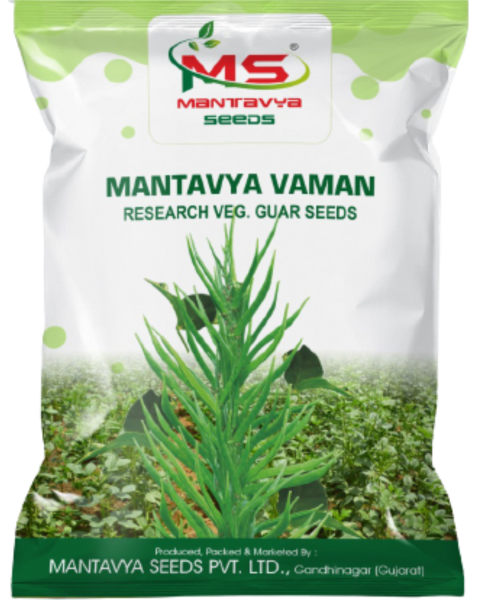 MS®
MANTAVYA
SEEDS
MANTAVYA VAMAN
RESEARCH VEG. GUAR SEEDS
Produced, Packed & Marketed By :
MANTAVYA SEEDS PVT. LTD., Gandhinagar (Gujarat)